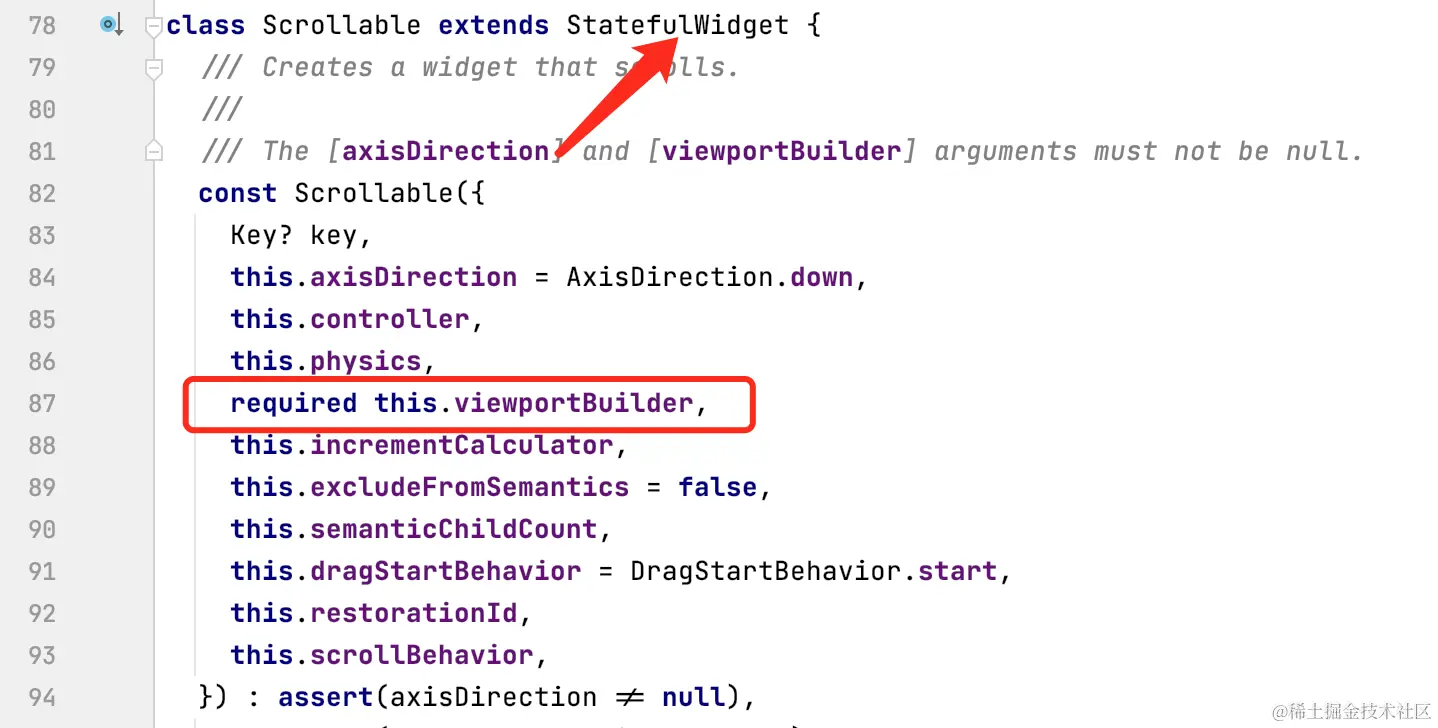 78 class Scrollable extends StatefulWidget {
79 /// Creates a widget that scrolls.
80 ///
81 /// The [axisDirection] and [viewportBuilder] arguments must not be null.
82 const Scrollable({
83 Key? key,
84 this.axisDirection = AxisDirection.down,
85 this.controller,
86 this.physics,
87 required this.viewportBuilder,
88 this.incrementCalculator,
89 this.excludeFromSemantics = false,
90 this.semanticChildCount,
91 this.dragStartBehavior = DragStartBehavior.start,
92 this.restorationId,
93 this.scrollBehavior,
94 }) : assert(axisDirection != null),
@稀土掘金技术社区